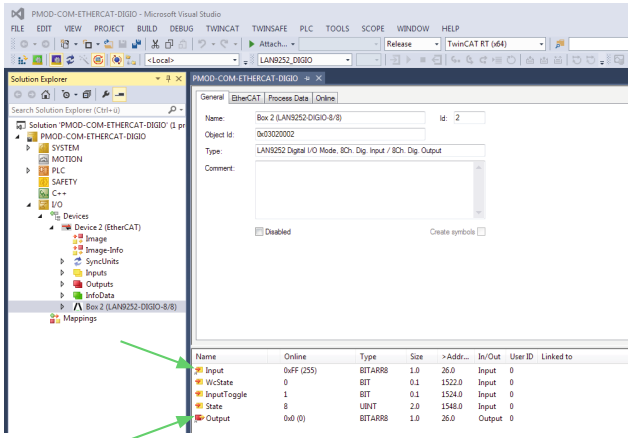 PMOD-COM-ETHERCAT-DIGIO - Microsoft Visual Studio
FILE EDIT VIEW PROJECT BUILD DEBUG TWINCAT TWINSAFE PLC TOOLS SCOPE WINDOW HELP
Attach... Release TwinCAT RT (x64)
<Local> LAN9252_DIGIO
Solution Explorer
PMOD-COM-ETHERCAT-DIGIO
General EtherCAT Process Data Online
Search Solution Explorer (Ctrl+ü)
Name: Box 2 (LAN9252-DIGIO-8/8) Id: 2
Object Id: 0x03020002
Type: LAN9252 Digital I/O Mode, 8Ch. Dig. Input / 8Ch. Dig. Output
Comment:
Disabled Create symbols
Solution 'PMOD-COM-ETHERCAT-DIGIO' (1 pr
PMOD-COM-ETHERCAT-DIGIO
SYSTEM
MOTION
PLC
SAFETY
C++
I/O
Devices
Device 2 (EtherCAT)
Image
Image-Info
SyncUnits
Inputs
Outputs
InfoData
Box 2 (LAN9252-DIGIO-8/8)
Mappings
Name Online Type Size >Addr... In/Out User ID Linked to
Input 0xFF (255) BITARR8 1.0 26.0 Input 0
WcState 0 BIT 0.1 1522.0 Input 0
InputToggle 1 BIT 0.1 1524.0 Input 0
State 8 UINT 2.0 1548.0 Input 0
Output 0x0 (0) BITARR8 1.0 26.0 Output 0